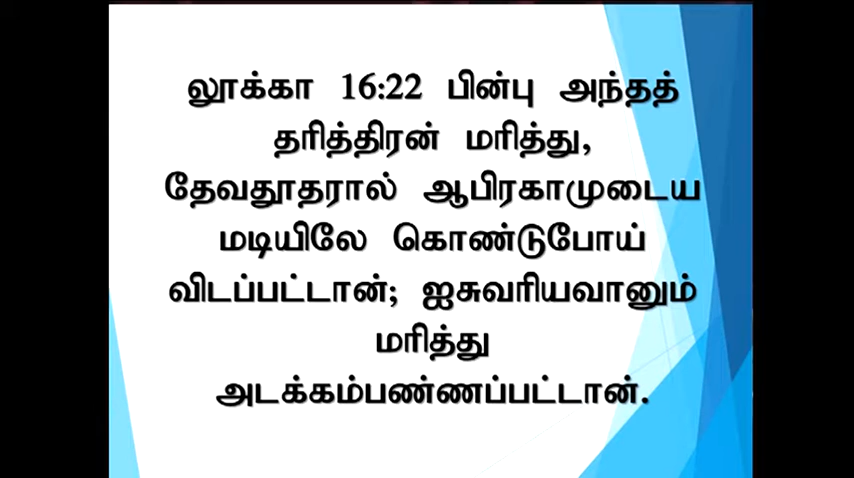 லூக்கா 16:22 பின்பு அந்தத்
தரித்திரன் மரித்து,
தேவதூதரால் ஆபிரகாமுடைய
மடியிலே கொண்டுபோய்
விடப்பட்டான்; ஐசுவரியவானும்
மரித்து
அடக்கம்பண்ணப்பட்டான்.